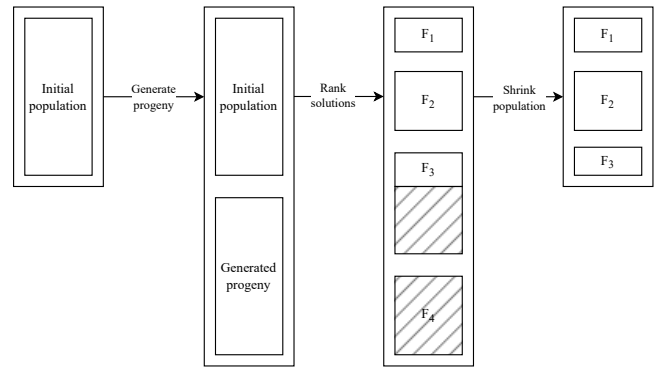 Initial
population
Generate
progeny
Initial
population
Generated
progeny
Rank
solutions
F₁
F₂
F₃
F₄
Shrink
population
F₁
F₂
F₃